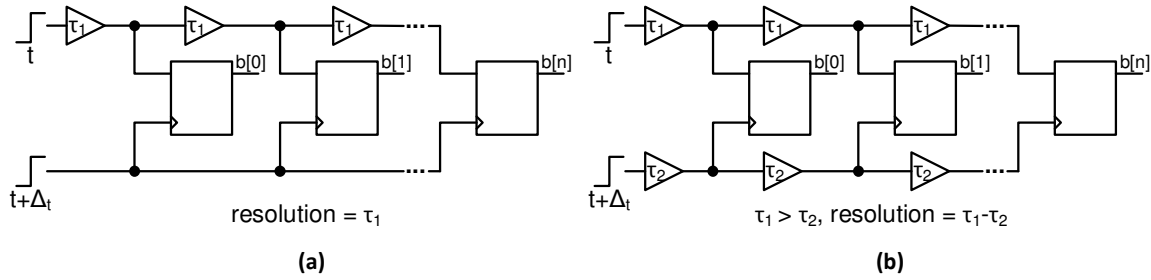 τ₁ τ₁ τ₁ ...
t
b[0] b[1] b[n]
...
t+Δₜ
resolution = τ₁
(a)
τ₁ τ₁ τ₁ ...
t
b[0] b[1] b[n]
τ₂ τ₂ τ₂ ...
t+Δₜ
τ₁ > τ₂, resolution = τ₁-τ₂
(b)